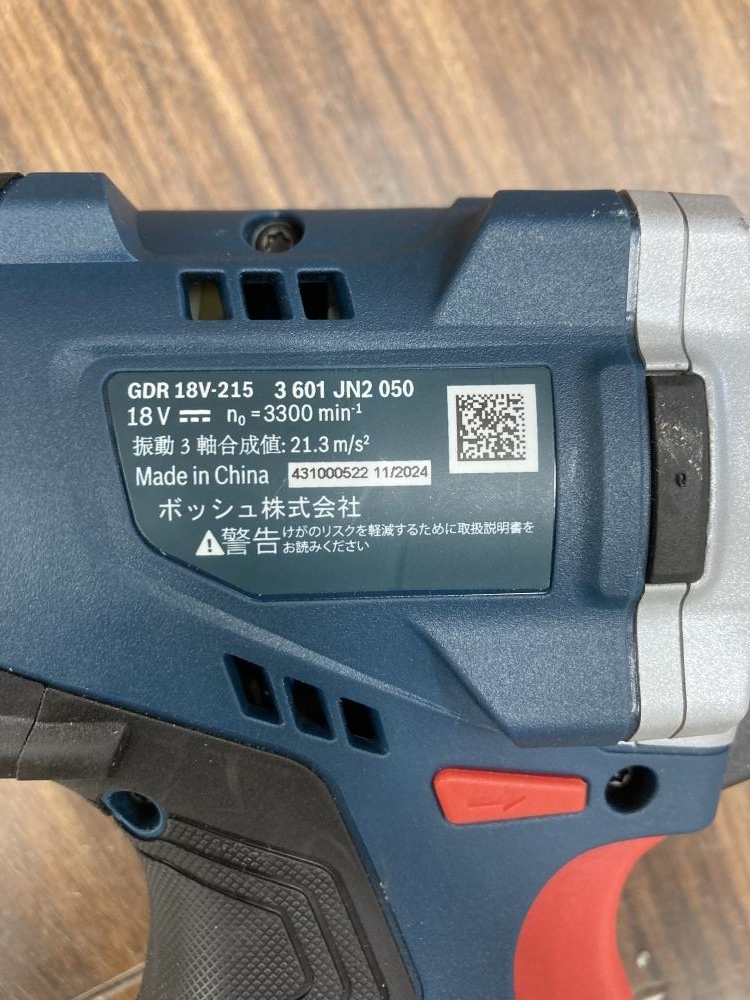 GDR 18V-215 3 601 JN2 050
18 V ⎓ n₀ = 3300 min⁻¹
振動 3 軸合成値: 21.3 m/s²
Made in China 431000522 11/2024
ボッシュ株式会社
⚠警告 けがのリスクを軽減するために取扱説明書を
お読みください